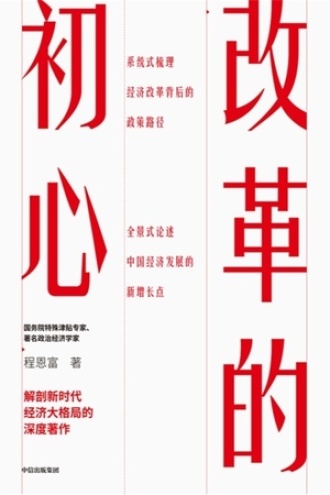 改革的
初心
系统式梳理
经济改革背后的
政策路径
全景式论述
中国经济发展的
新增长点
国务院特殊津贴专家、
著名政治经济学家
程恩富 著
解剖新时代
经济大格局的
深度著作
中信出版集团